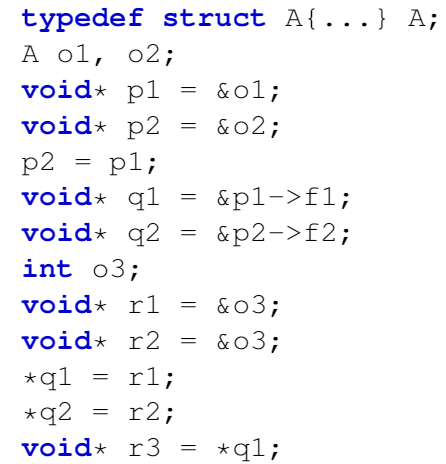 typedef struct A{...} A;
A o1, o2;
void* p1 = &o1;
void* p2 = &o2;
p2 = p1;
void* q1 = &p1->f1;
void* q2 = &p2->f2;
int o3;
void* r1 = &o3;
void* r2 = &o3;
*q1 = r1;
*q2 = r2;
void* r3 = *q1;